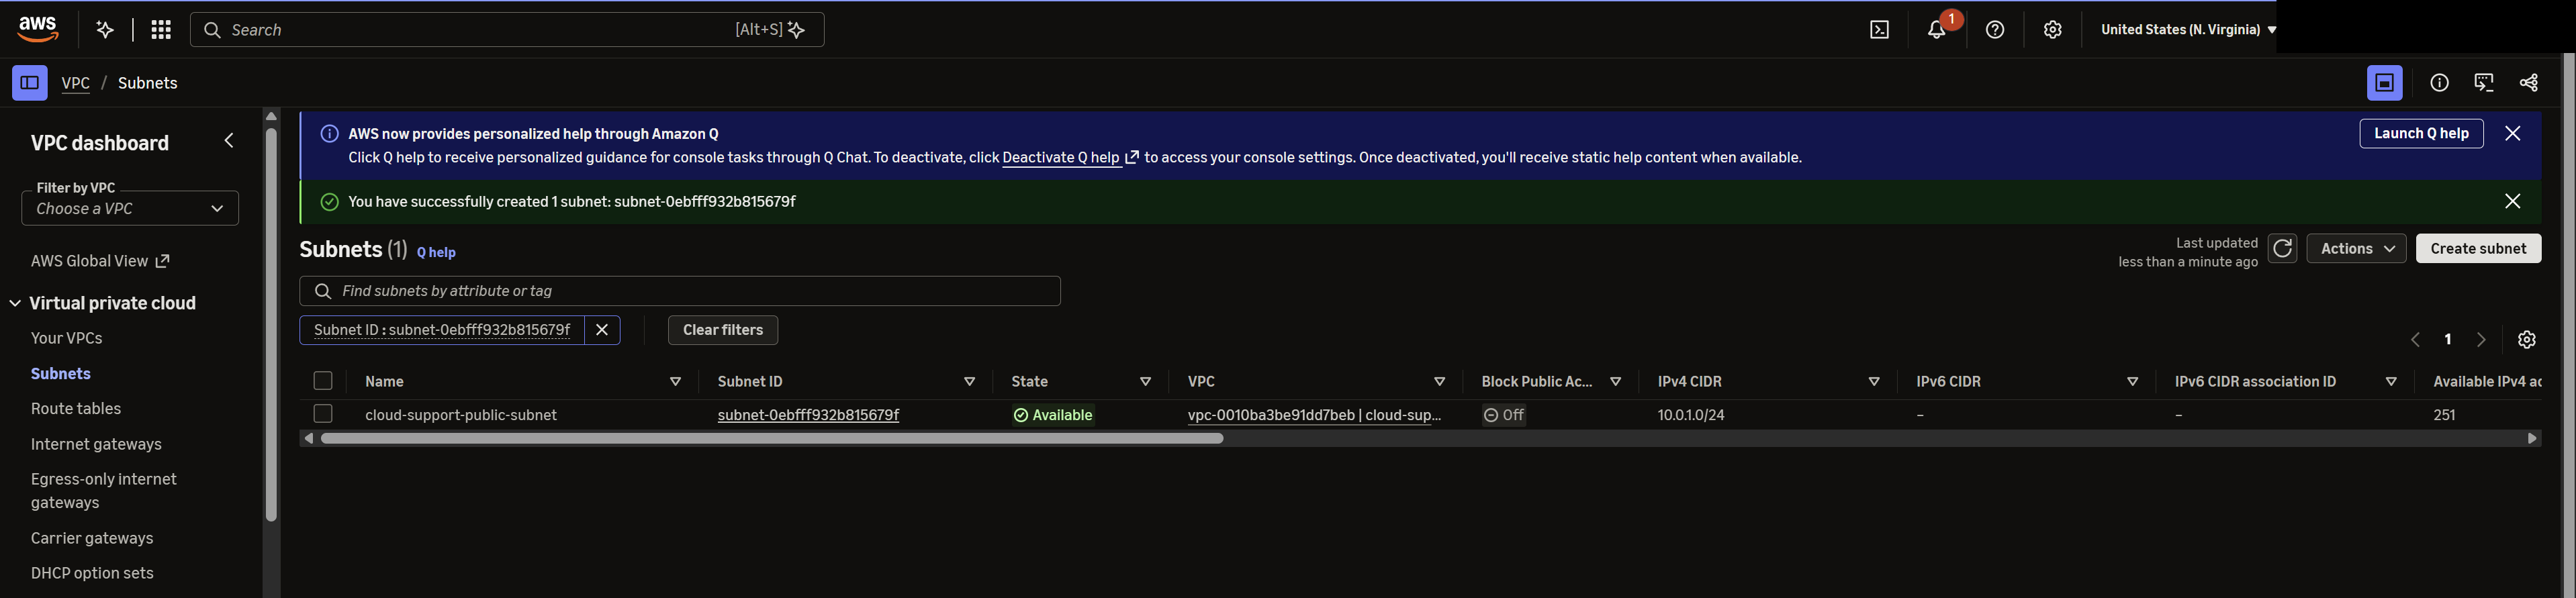 aws
Search [Alt+S]
1
United States (N. Virginia)
VPC / Subnets
VPC dashboard
Filter by VPC
Choose a VPC
AWS Global View
Virtual private cloud
Your VPCs
Subnets
Route tables
Internet gateways
Egress-only internet
gateways
Carrier gateways
DHCP option sets
AWS now provides personalized help through Amazon Q
Click Q help to receive personalized guidance for console tasks through Q Chat. To deactivate, click Deactivate Q help to access your console settings. Once deactivated, you'll receive static help content when available.
Launch Q help
You have successfully created 1 subnet: subnet-0ebfff932b815679f
Subnets (1) Q help
Last updated
less than a minute ago
Actions
Create subnet
Find subnets by attribute or tag
Subnet ID : subnet-0ebfff932b815679f
Clear filters
1
Name Subnet ID State VPC Block Public Ac... IPv4 CIDR IPv6 CIDR IPv6 CIDR association ID Available IPv4 ac
cloud-support-public-subnet subnet-0ebfff932b815679f Available vpc-0010ba3be91dd7beb | cloud-sup... Off 10.0.1.0/24 – – 251